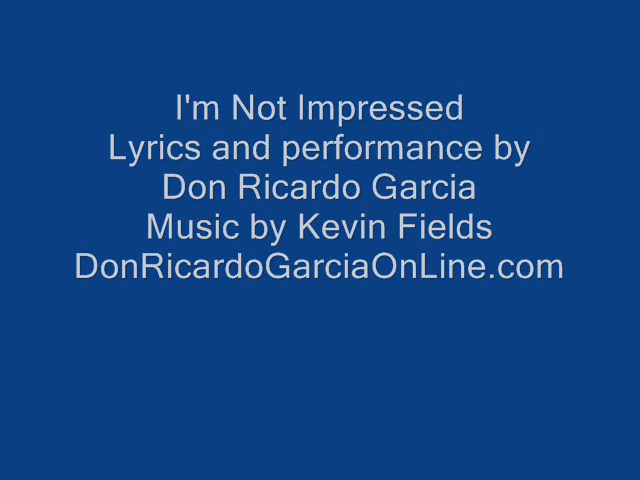 I'm Not Impressed
Lyrics and performance by
Don Ricardo Garcia
Music by Kevin Fields
DonRicardoGarciaOnLine.com